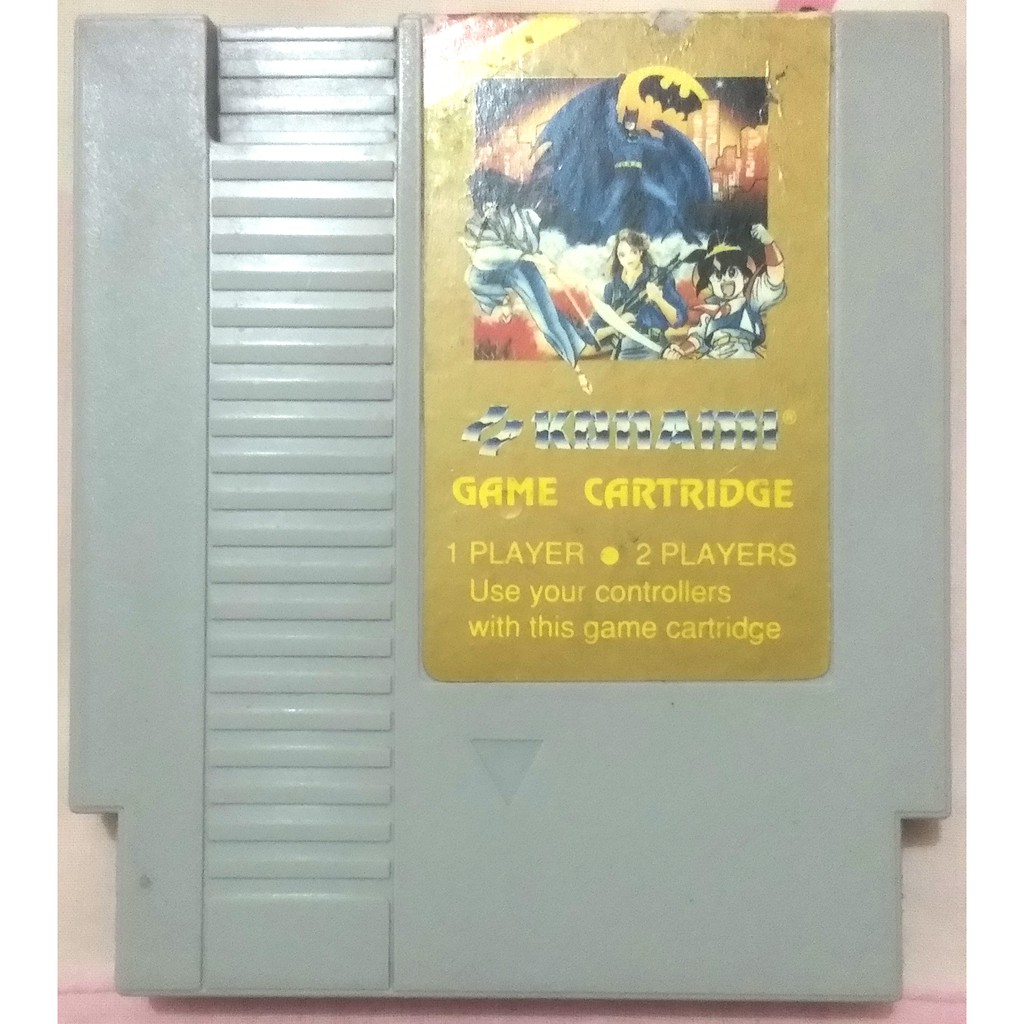 KONAMI®
GAME CARTRIDGE
1 PLAYER ● 2 PLAYERS
Use your controllers
with this game cartridge